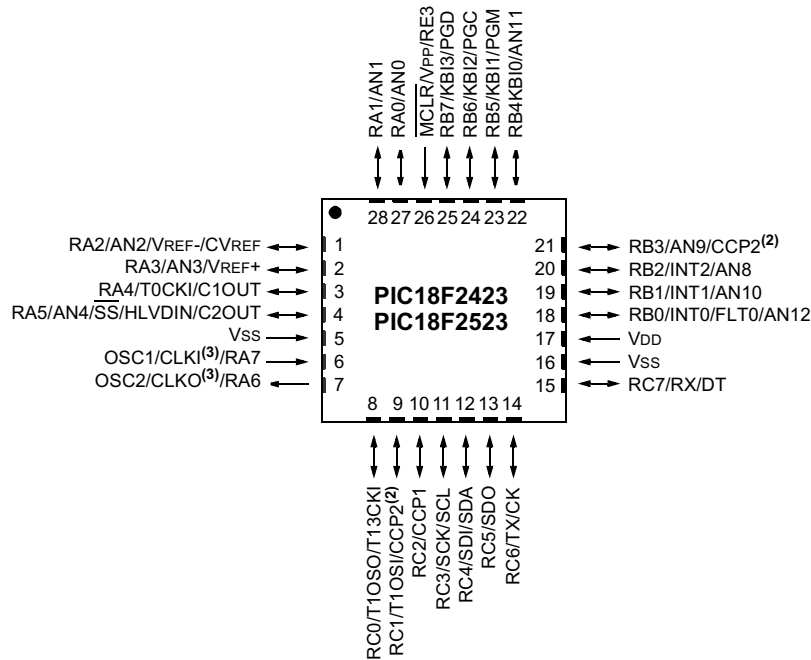 RA1/AN1
RA0/AN0
MCLR/VPP/RE3
RB7/KBI3/PGD
RB6/KBI2/PGC
RB5/KBI1/PGM
RB4KBI0/AN11
28 27 26 25 24 23 22
RA2/AN2/VREF-/CVREF 1
RA3/AN3/VREF+ 2
RA4/T0CKI/C1OUT 3
RA5/AN4/SS/HLVDIN/C2OUT 4
VSS 5
OSC1/CLKI(3)/RA7 6
OSC2/CLKO(3)/RA6 7
PIC18F2423
PIC18F2523
21 RB3/AN9/CCP2(2)
20 RB2/INT2/AN8
19 RB1/INT1/AN10
18 RB0/INT0/FLT0/AN12
17 VDD
16 VSS
15 RC7/RX/DT
8 9 10 11 12 13 14
RC0/T1OSO/T13CKI
RC1/T1OSI/CCP2(2)
RC2/CCP1
RC3/SCK/SCL
RC4/SDI/SDA
RC5/SDO
RC6/TX/CK